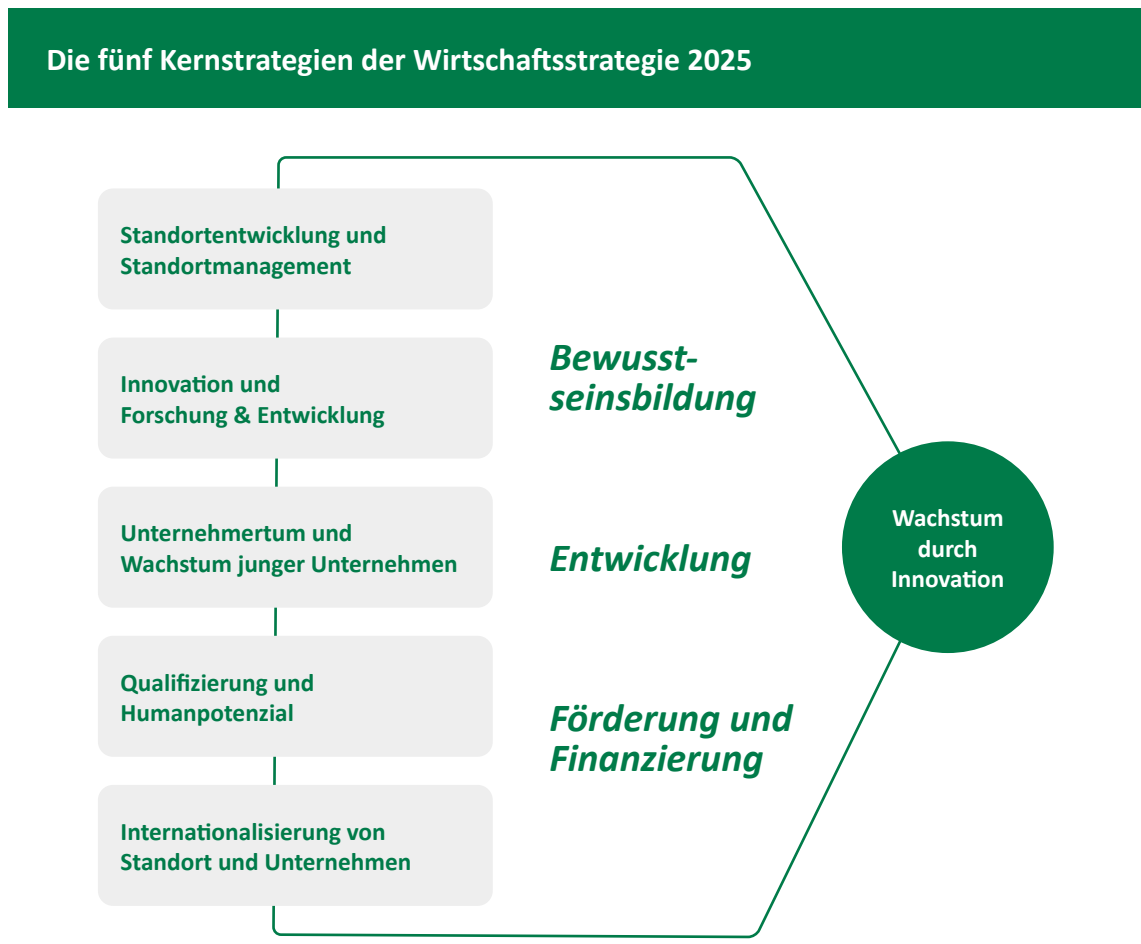 Die fünf Kernstrategien der Wirtschaftsstrategie 2025
Standortentwicklung und
Standortmanagement
Innovation und
Forschung & Entwicklung
Unternehmertum und
Wachstum junger Unternehmen
Qualifizierung und
Humanpotenzial
Internationalisierung von
Standort und Unternehmen
Bewusst-
seinsbildung
Entwicklung
Förderung und
Finanzierung
Wachstum
durch
Innovation